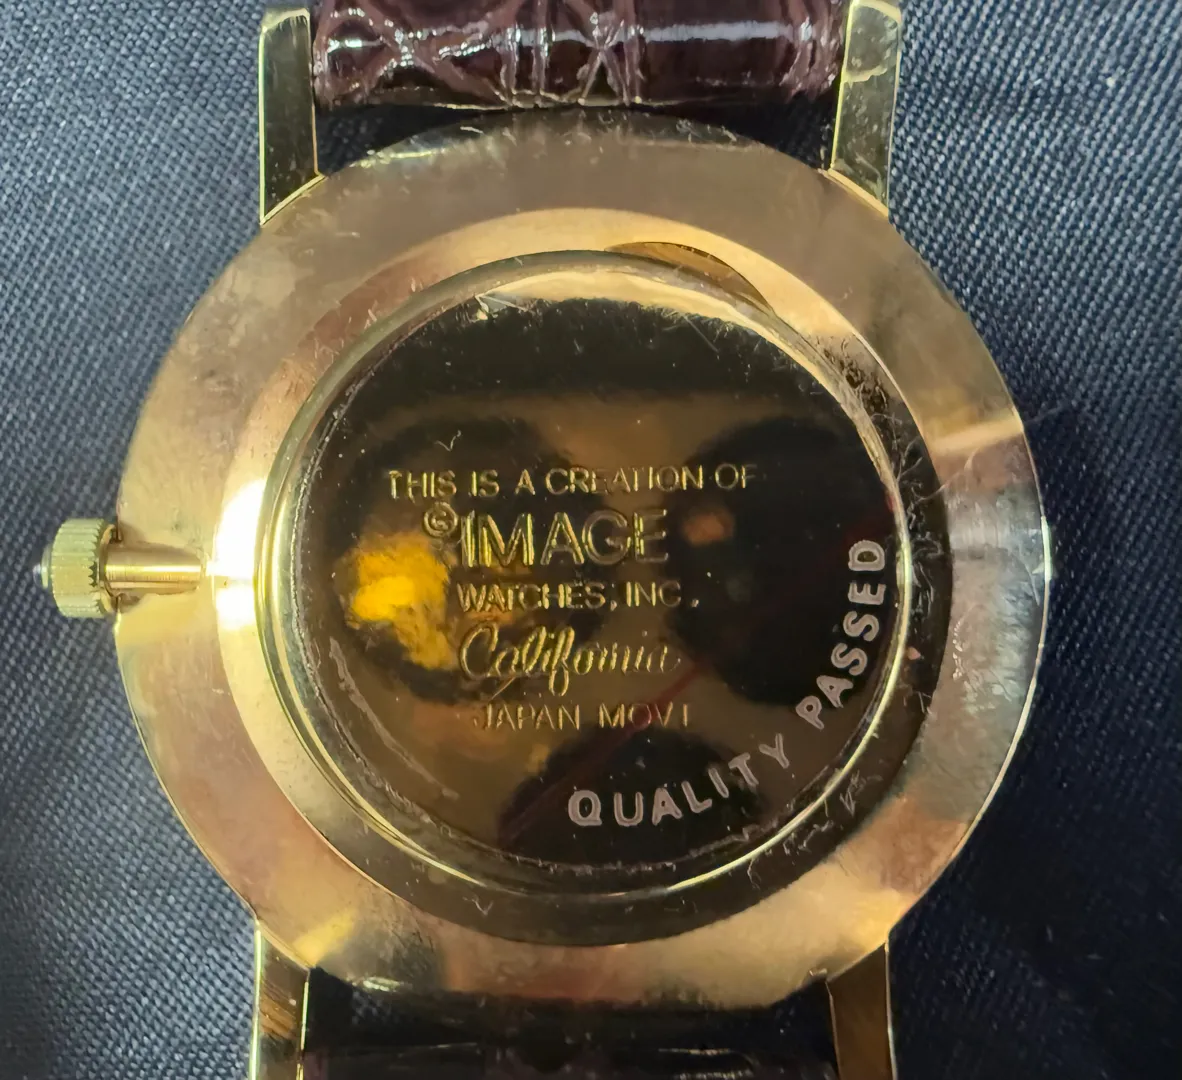 THIS IS A CREATION OF
©IMAGE
WATCHES, INC.
California
JAPAN MOVT
QUALITY PASSED